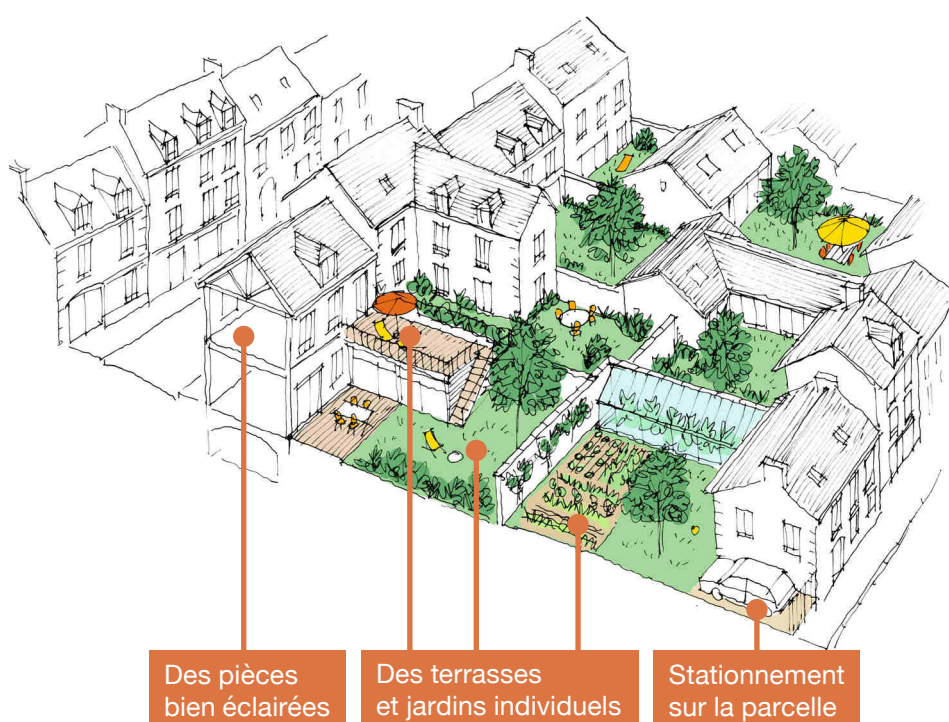 Des pièces
bien éclairées
Des terrasses
et jardins individuels
Stationnement
sur la parcelle